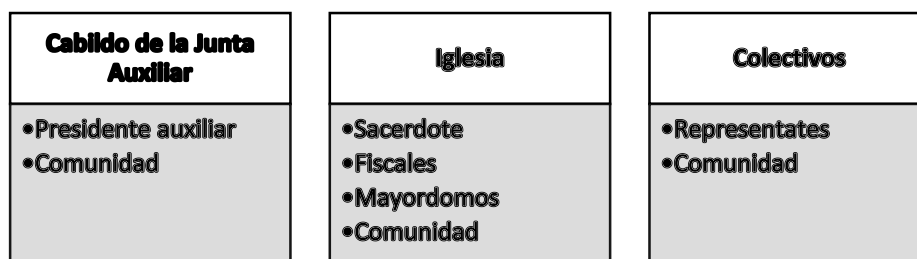 Cabildo de la Junta
Auxiliar
•Presidente auxiliar
•Comunidad
Iglesia
•Sacerdote
•Fiscales
•Mayordomos
•Comunidad
Colectivos
•Representates
•Comunidad